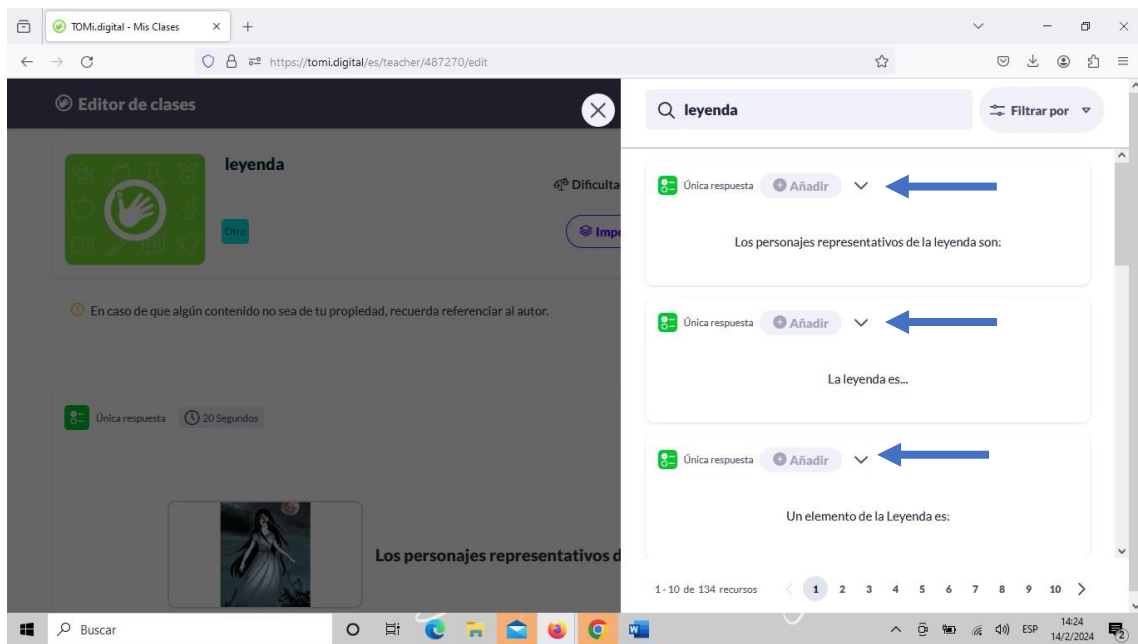 TOMi.digital - Mis Clases
https://tomi.digital/es/teacher/487270/edit
Editor de clases
leyenda
Otro
Dificulta
Impo
En caso de que algún contenido no sea de tu propiedad, recuerda referenciar al autor.
Única respuesta 20 Segundos
Los personajes representativos d
leyenda
Filtrar por
Única respuesta Añadir
Los personajes representativos de la leyenda son:
Única respuesta Añadir
La leyenda es...
Única respuesta Añadir
Un elemento de la Leyenda es:
1 - 10 de 134 recursos 1 2 3 4 5 6 7 8 9 10
Buscar
ESP
14:24
14/2/2024
2